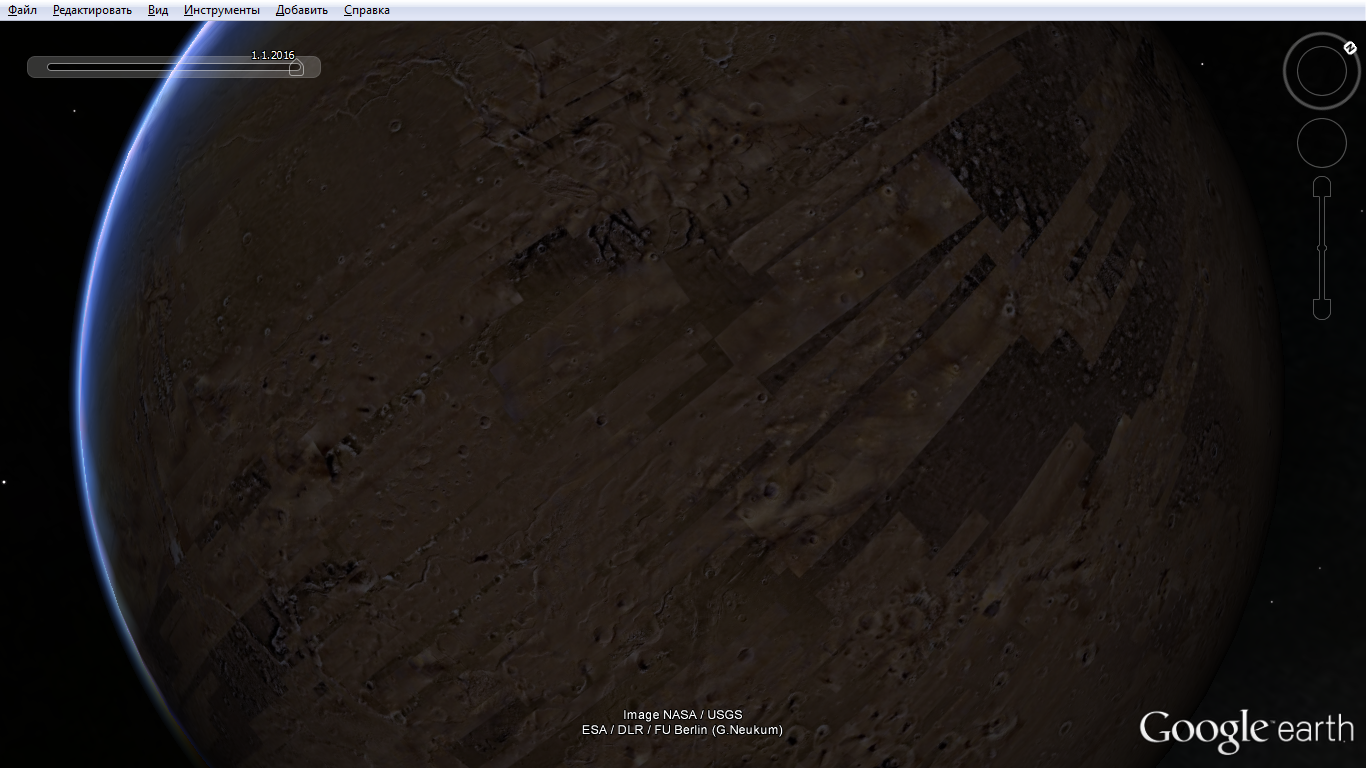 Файл Редактировать Вид Инструменты Добавить Справка
1.1.2016
N
Image NASA / USGS
ESA / DLR / FU Berlin (G.Neukum)
Google earth